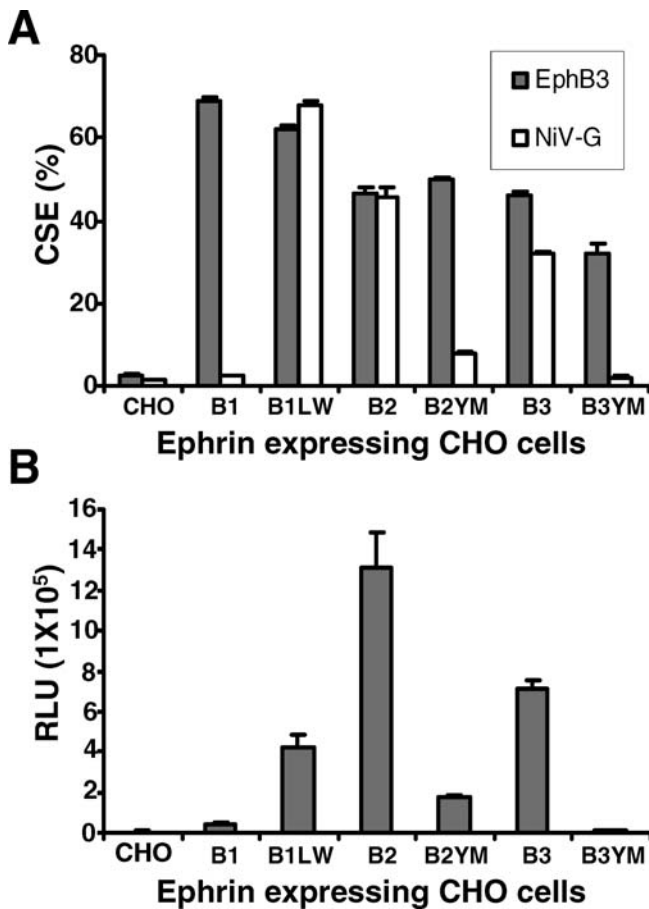 A
80
60
40
20
0
CSE (%)
EphB3
NiV-G
CHO B1 B1LW B2 B2YM B3 B3YM
Ephrin expressing CHO cells
B
16
14
12
10
8
6
4
2
0
RLU (1X10⁵)
CHO B1 B1LW B2 B2YM B3 B3YM
Ephrin expressing CHO cells